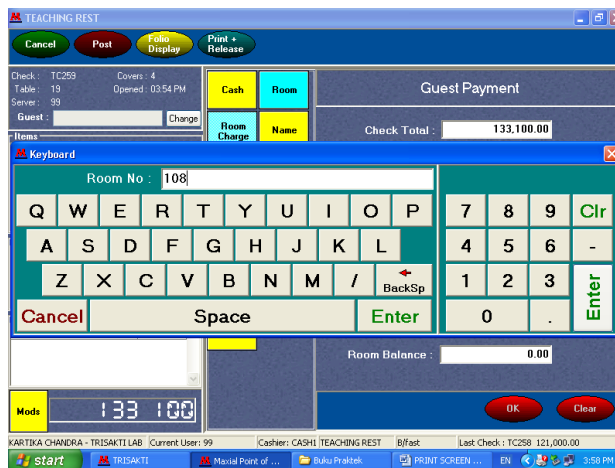 TEACHING REST
Cancel
Post
Folio Display
Print + Release
Check : TC259 Covers : 4
Table : 19 Opened : 03:54 PM
Server : 99
Guest : Change
Items
Cash
Room
Room Charge
Name
Guest Payment
Check Total : 133,100.00
Keyboard
Room No : 108
Q W E R T Y U I O P 7 8 9 Clr
A S D F G H J K L 4 5 6 -
Z X C V B N M / BackSp 1 2 3
Cancel Space Enter 0 . Enter
Room Balance : 0.00
Mods 133 100
OK Clear
KARTIKA CHANDRA - TRISAKTI LAB Current User: 99 Cashier: CASH1 TEACHING REST B/fast Last Check : TC258 121,000.00
start TRISAKTI Maxial Point of ... Buku Praktek PRINT SCREEN ... EN 3:58 PM